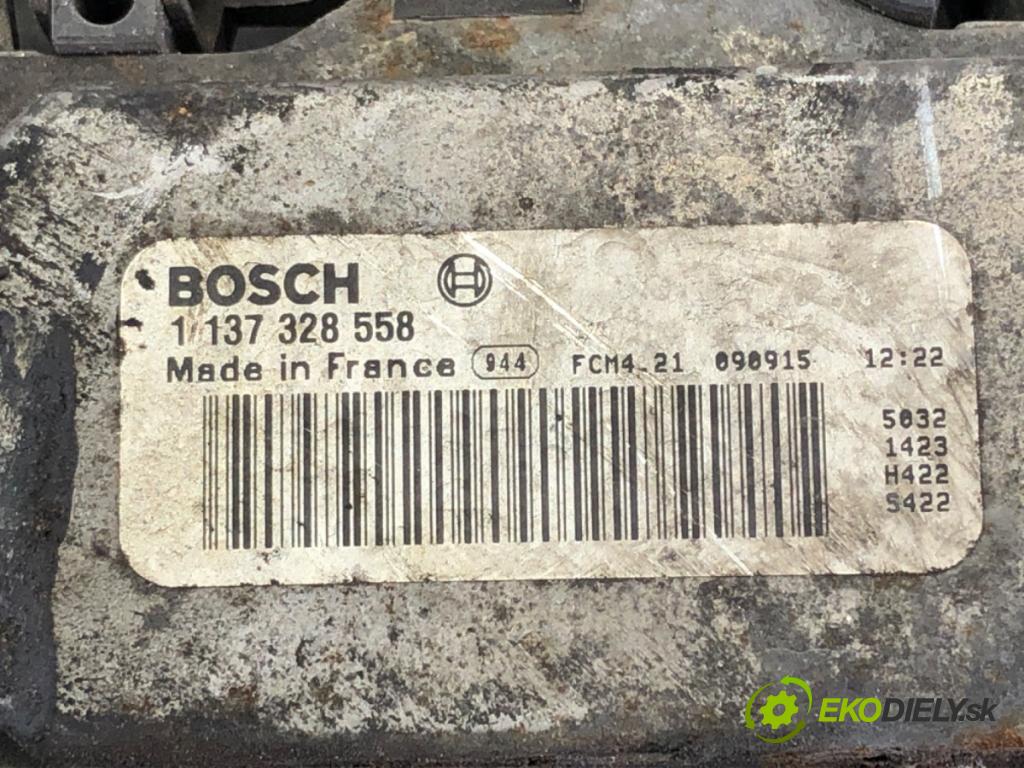 BOSCH
1 137 328 558
Made in France 944 FCM4.21 090915 12:22
5032
1423
H422
S422
EKODIELY.sk